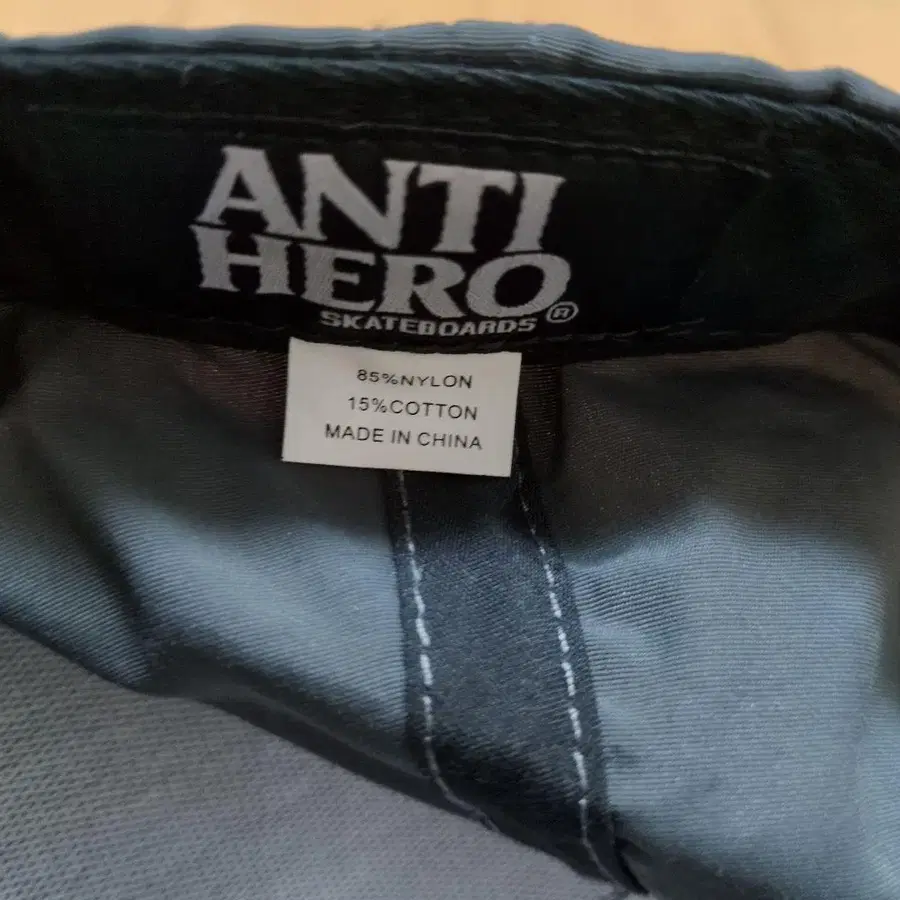 ANTI
HERO®
SKATEBOARDS
85%NYLON
15%COTTON
MADE IN CHINA